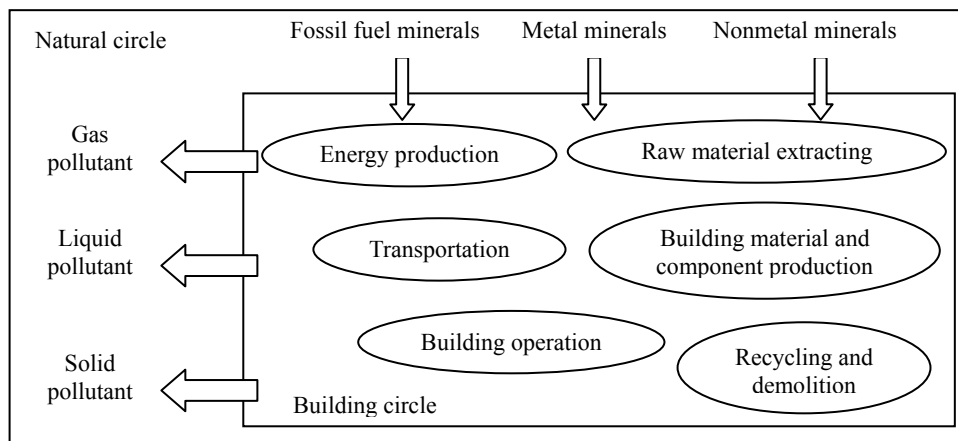 Natural circle
Fossil fuel minerals
Metal minerals
Nonmetal minerals
Gas
pollutant
Energy production
Raw material extracting
Liquid
pollutant
Transportation
Building material and
component production
Building operation
Solid
pollutant
Recycling and
demolition
Building circle